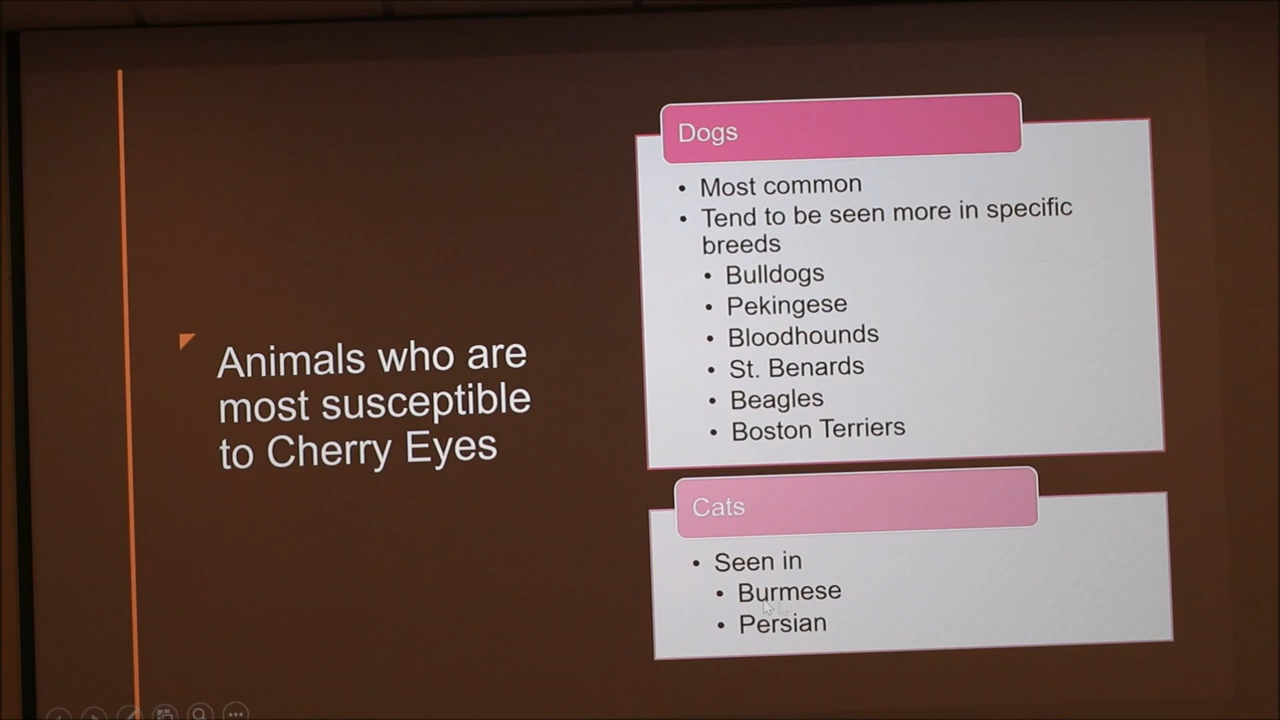 Animals who are
most susceptible
to Cherry Eyes
Dogs
• Most common
• Tend to be seen more in specific
breeds
• Bulldogs
• Pekingese
• Bloodhounds
• St. Benards
• Beagles
• Boston Terriers
Cats
• Seen in
• Burmese
• Persian